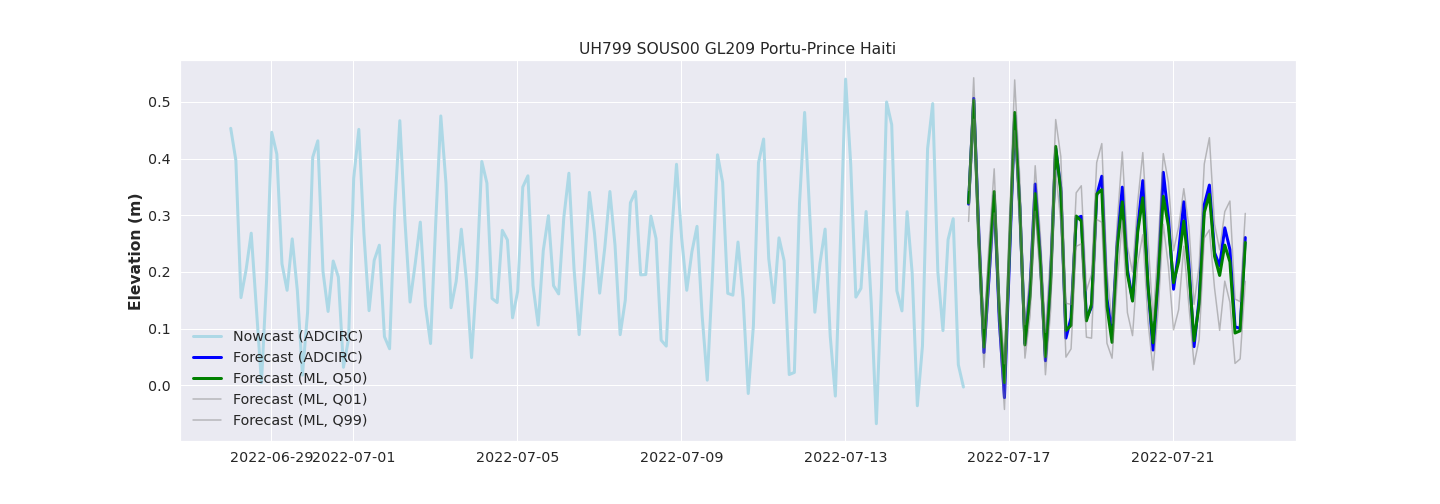 UH799 SOUS00 GL209 Portu-Prince Haiti
Elevation (m)
0.5
0.4
0.3
0.2
0.1
0.0
Nowcast (ADCIRC)
Forecast (ADCIRC)
Forecast (ML, Q50)
Forecast (ML, Q01)
Forecast (ML, Q99)
2022-06-29 2022-07-01 2022-07-05 2022-07-09 2022-07-13 2022-07-17 2022-07-21